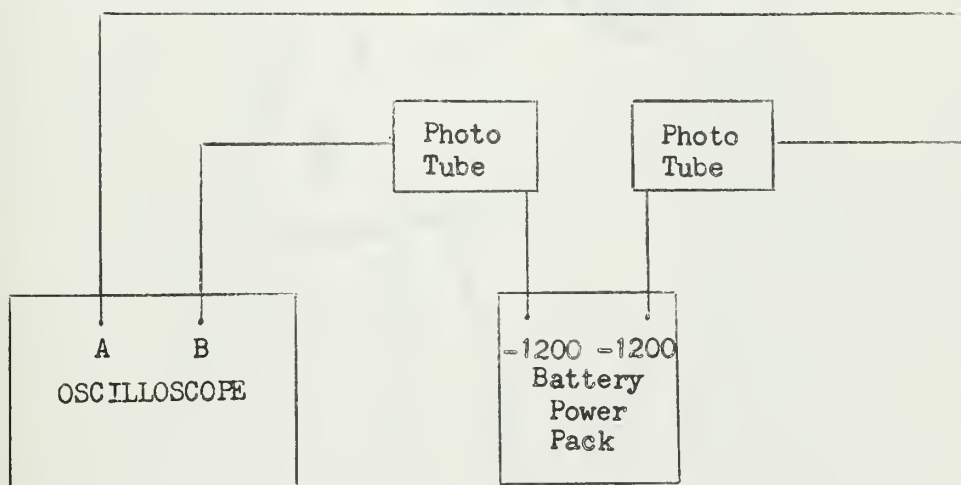 Photo
Tube
Photo
Tube
A B
OSCILLOSCOPE
-1200 -1200
Battery
Power
Pack